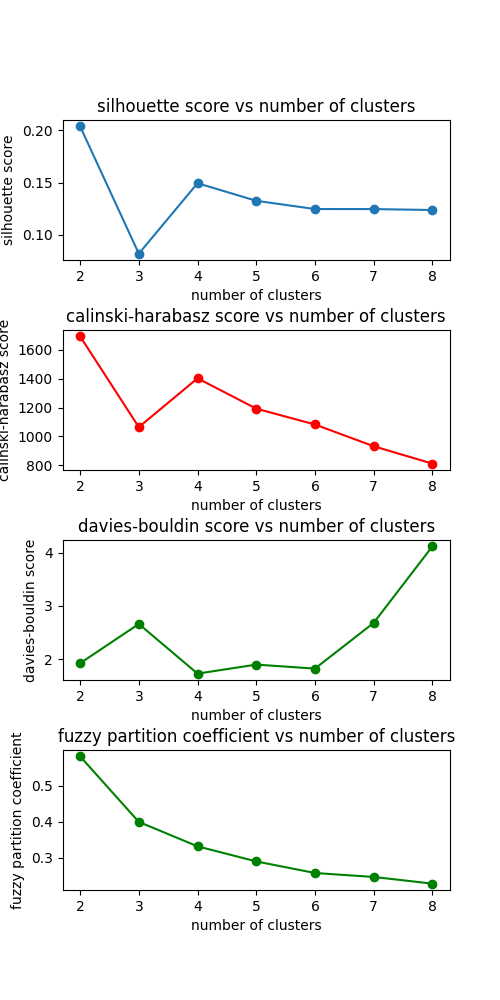 silhouette score vs number of clusters
silhouette score
0.20
0.15
0.10
2 3 4 5 6 7 8
number of clusters
calinski-harabasz score vs number of clusters
calinski-harabasz score
1600
1400
1200
1000
800
2 3 4 5 6 7 8
number of clusters
davies-bouldin score vs number of clusters
davies-bouldin score
4
3
2
2 3 4 5 6 7 8
number of clusters
fuzzy partition coefficient vs number of clusters
fuzzy partition coefficient
0.5
0.4
0.3
2 3 4 5 6 7 8
number of clusters